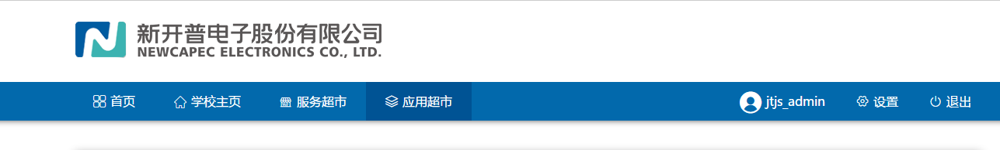 新开普电子股份有限公司
NEWCAPEC ELECTRONICS CO., LTD.
首页 学校主页 服务超市 应用超市 jtjs_admin 设置 退出